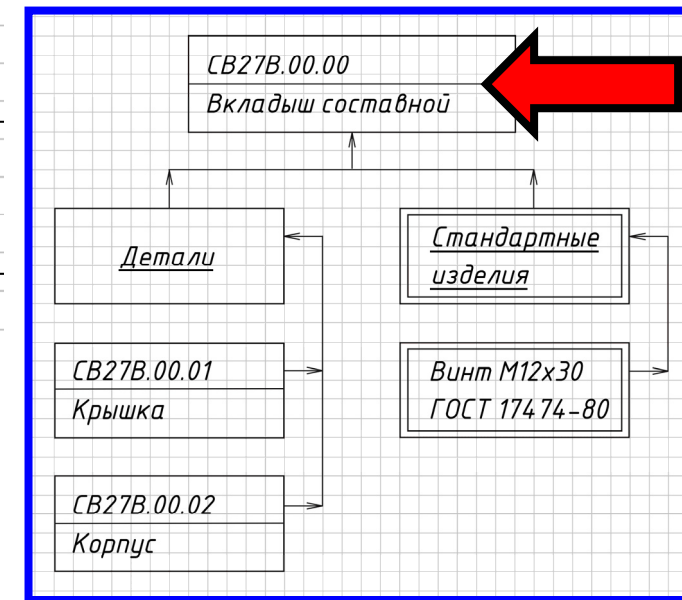 СВ27В.00.00
Вкладыш составной
Детали
Стандартные
изделия
СВ27В.00.01
Крышка
Винт М12х30
ГОСТ 17474-80
СВ27В.00.02
Корпус